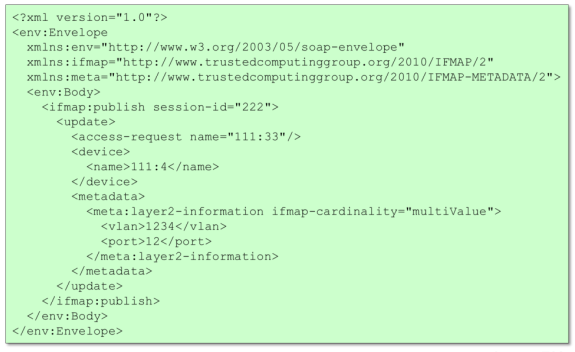 <?xml version="1.0"?>
<env:Envelope
  xmlns:env="http://www.w3.org/2003/05/soap-envelope"
  xmlns:ifmap="http://www.trustedcomputinggroup.org/2010/IFMAP/2"
  xmlns:meta="http://www.trustedcomputinggroup.org/2010/IFMAP-METADATA/2">
  <env:Body>
    <ifmap:publish session-id="222">
      <update>
        <access-request name="111:33"/>
        <device>
          <name>111:4</name>
        </device>
        <metadata>
          <meta:layer2-information ifmap-cardinality="multiValue">
            <vlan>1234</vlan>
            <port>12</port>
          </meta:layer2-information>
        </metadata>
      </update>
    </ifmap:publish>
  </env:Body>
</env:Envelope>